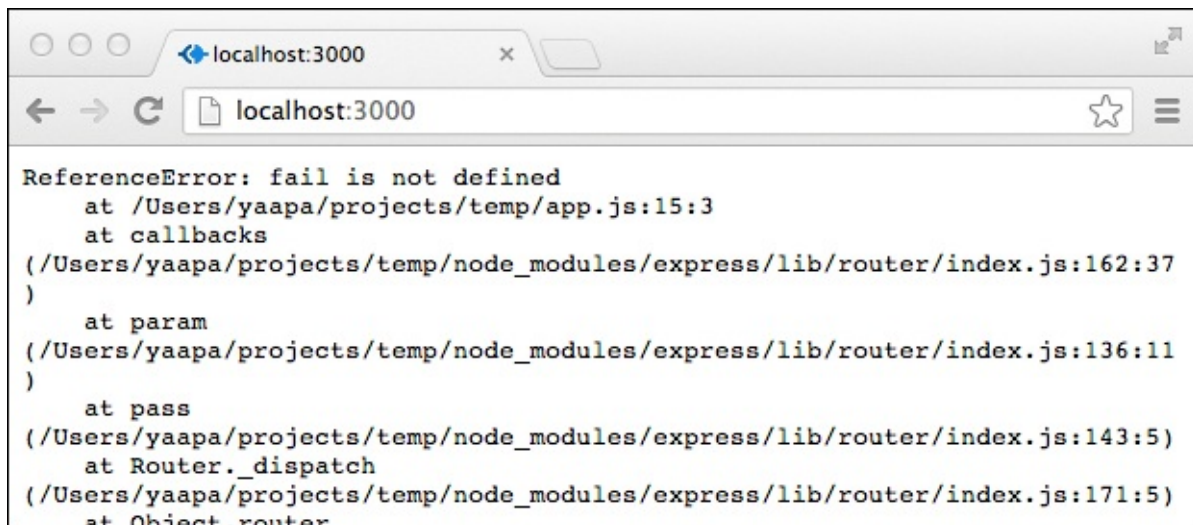 localhost:3000
localhost:3000
ReferenceError: fail is not defined
    at /Users/yaapa/projects/temp/app.js:15:3
    at callbacks
(/Users/yaapa/projects/temp/node_modules/express/lib/router/index.js:162:37
)
    at param
(/Users/yaapa/projects/temp/node_modules/express/lib/router/index.js:136:11
)
    at pass
(/Users/yaapa/projects/temp/node_modules/express/lib/router/index.js:143:5)
    at Router._dispatch
(/Users/yaapa/projects/temp/node_modules/express/lib/router/index.js:171:5)
    at Object.router